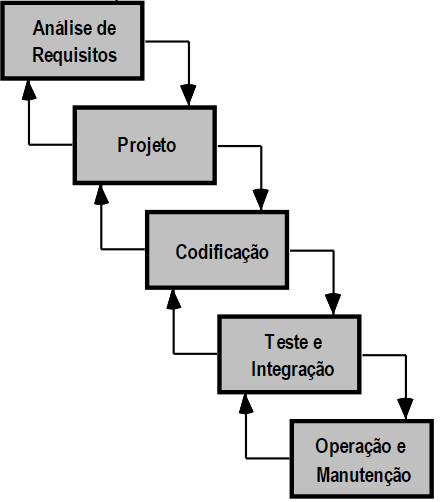 Análise de
Requisitos
Projeto
Codificação
Teste e
Integração
Operação e
Manutenção